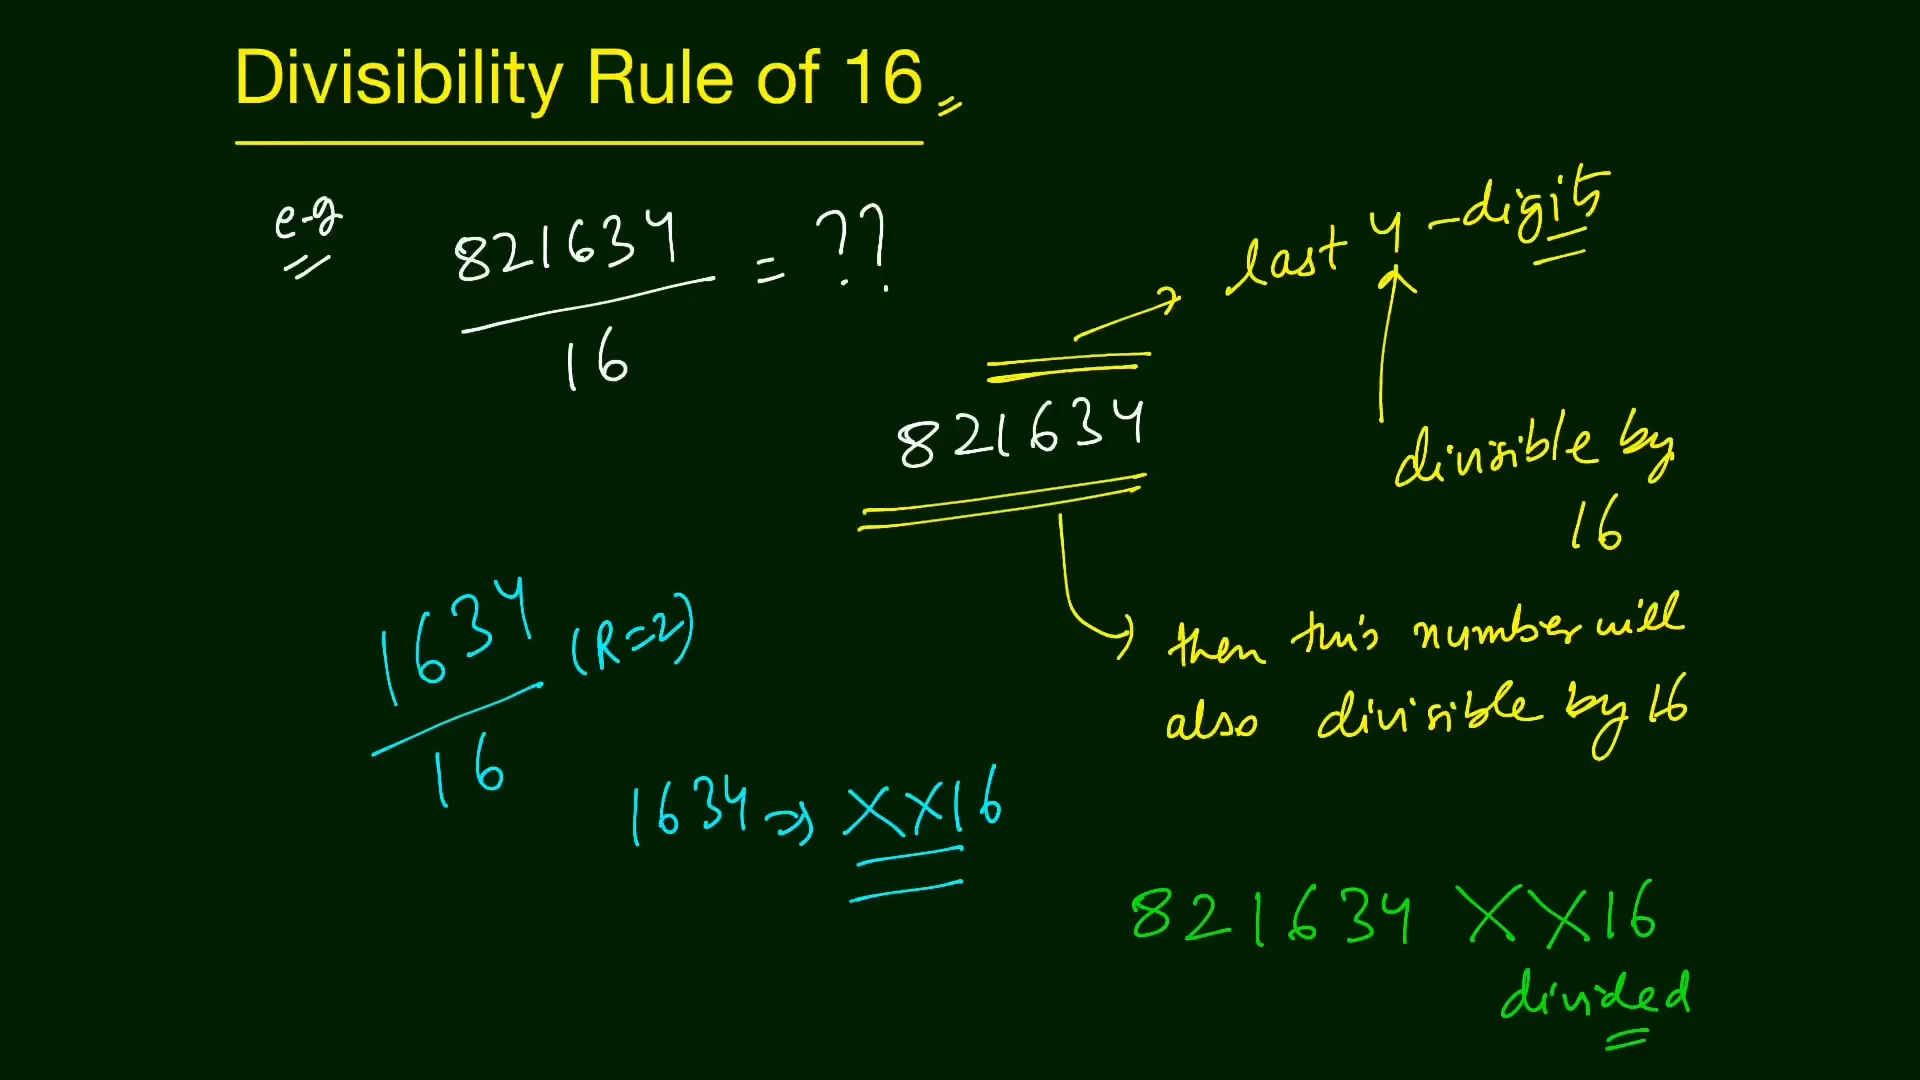 Divisibility Rule of 16
e-g
821634
16
= ??
last 4 -digits
821634
divisible by
16
then this number will
also divisible by 16
1634
16
(R=2)
1634 => XX16
821634 XX16
divided